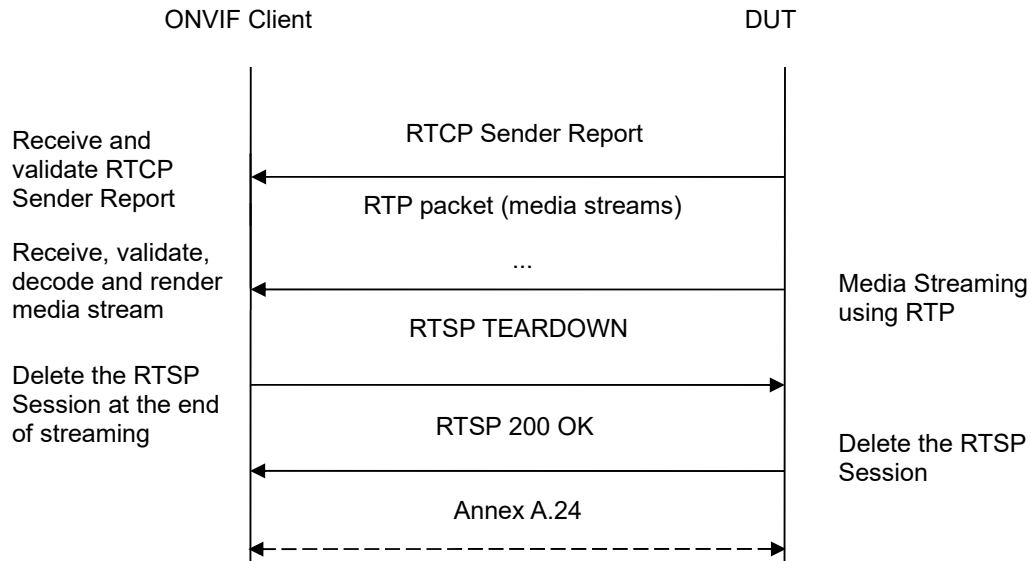 ONVIF Client
DUT
RTCP Sender Report
Receive and
validate RTCP
Sender Report
RTP packet (media streams)
Receive, validate,
decode and render
media stream
...
Media Streaming
using RTP
RTSP TEARDOWN
Delete the RTSP
Session at the end
of streaming
RTSP 200 OK
Delete the RTSP
Session
Annex A.24